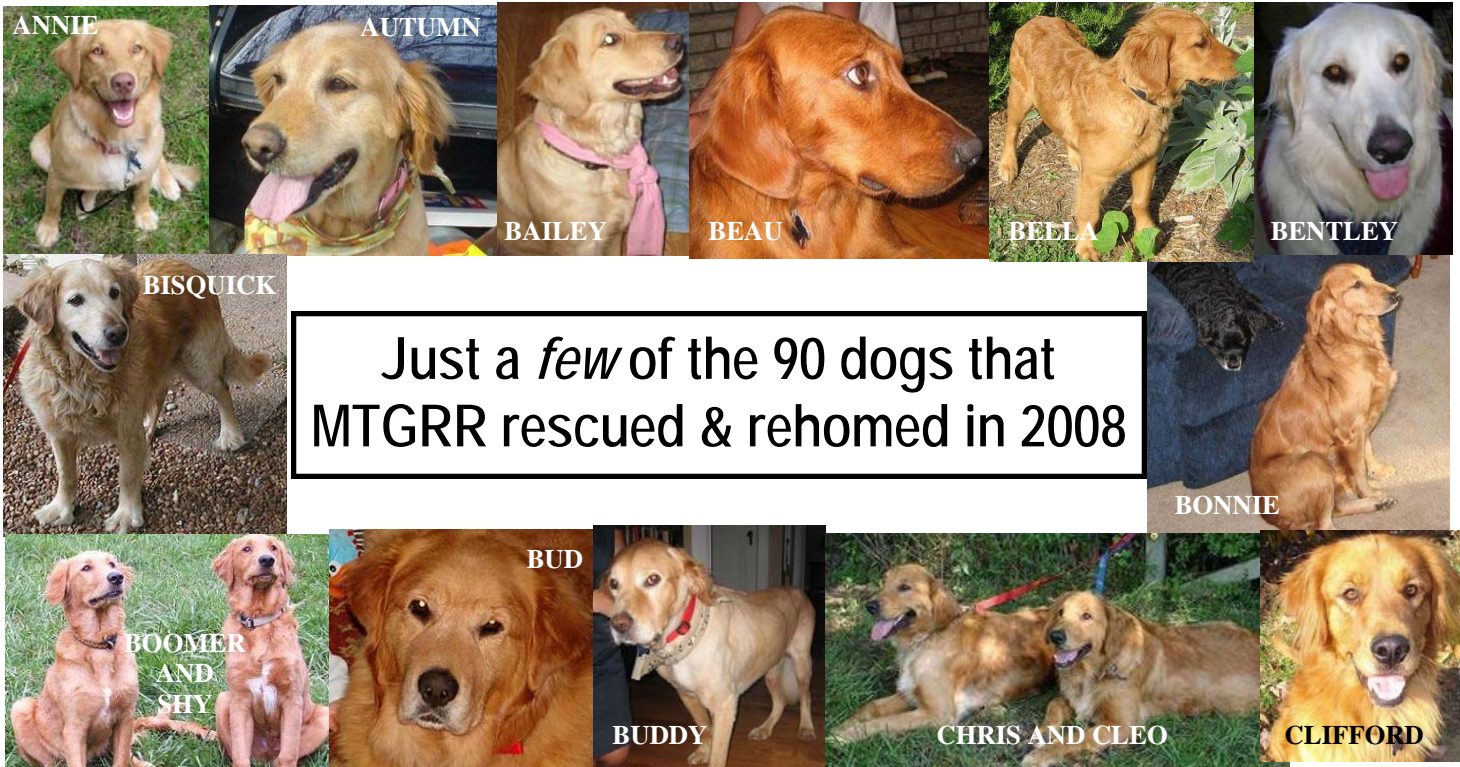 ANNIE
AUTUMN
BAILEY
BEAU
BELLA
BENTLEY
BISQUICK
Just a few of the 90 dogs that
MTGRR rescued & rehomed in 2008
BONNIE
BOOMER
AND
SHY
BUD
BUDDY
CHRIS AND CLEO
CLIFFORD